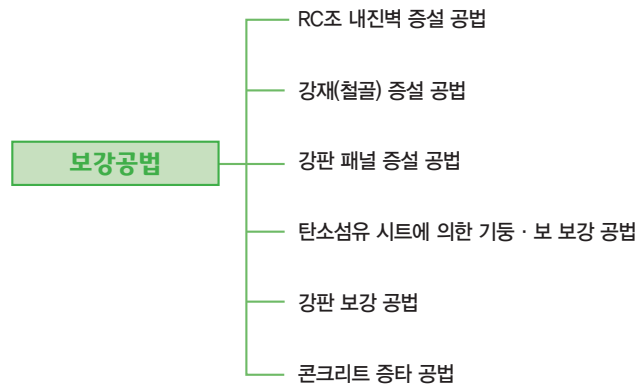 보강공법
RC조 내진벽 증설 공법
강재(철골) 증설 공법
강판 패널 증설 공법
탄소섬유 시트에 의한 기둥 · 보 보강 공법
강판 보강 공법
콘크리트 증타 공법